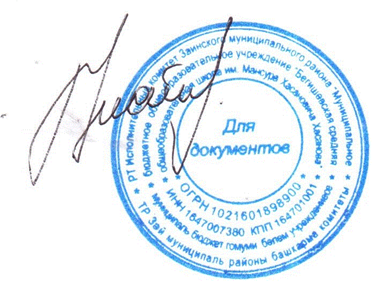 РТ Исполнительный комитет Заинского муниципального района * Муниципальное
бюджетное общеобразовательное учреждение "Бегишевская средняя
общеобразовательная школа им. Мансура Хасановича
Для
документов
* ОГРН 1021601898900 *
ИНН 1647007380 КПП 164701001
муниципаль бюджет гомуми белем учреждениесе
* ТР Зәй муниципаль районы башкарма комитеты *